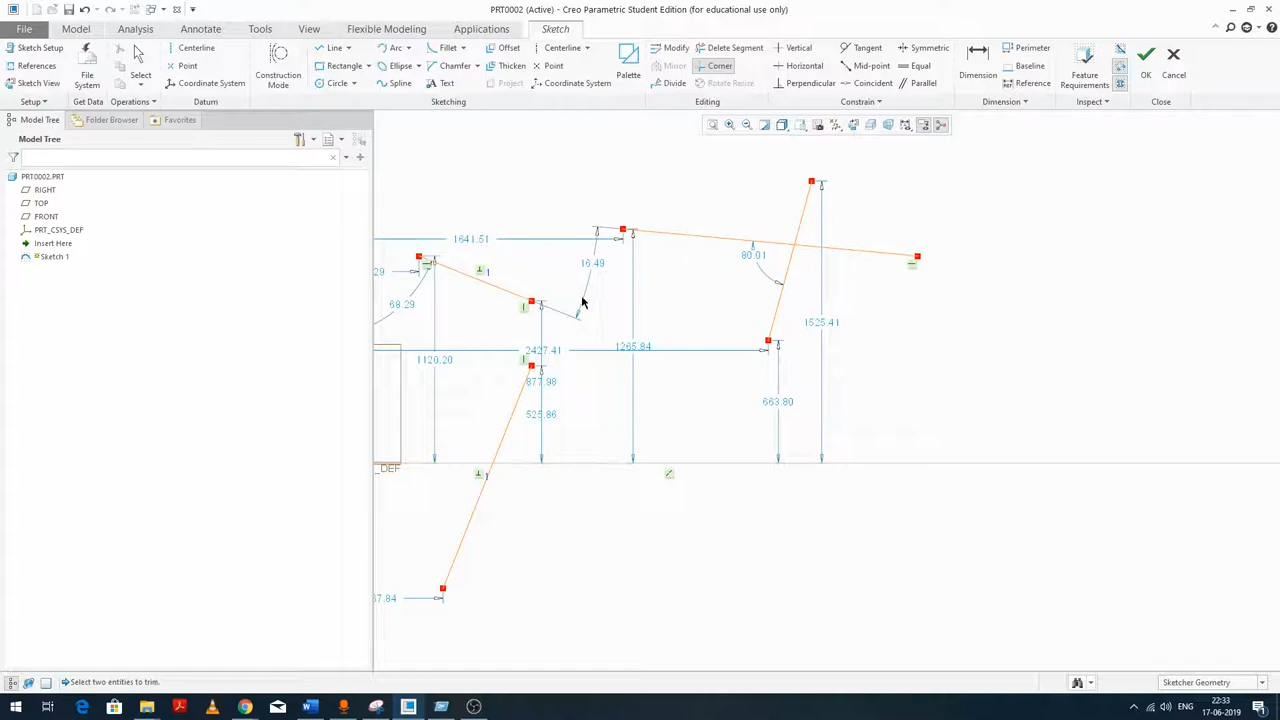 PRT0002 (Active) - Creo Parametric Student Edition (for educational use only)
File Model Analysis Annotate Tools View Flexible Modeling Applications Sketch
Sketch Setup
References
Sketch View
Setup
File System
Get Data
Select
Operations
Centerline
Point
Coordinate System
Datum
Construction Mode
Line Arc Fillet Offset Centerline
Rectangle Ellipse Chamfer Thicken Point
Circle Spline Text Project Coordinate System
Palette
Sketching
Modify Delete Segment
Mirror Corner
Divide Rotate Resize
Editing
Vertical Tangent Symmetric
Horizontal Mid-point Equal
Perpendicular Coincident Parallel
Constrain
Dimension
Perimeter
Baseline
Reference
Dimension
Feature Requirements
Inspect
OK
Cancel
Close
Model Tree Folder Browser Favorites
Model Tree
PRT0002.PRT
RIGHT
TOP
FRONT
PRT_CSYS_DEF
Insert Here
Sketch 1
1641.51
29
16.49
80.01
68.29
1525.41
1265.84
2427.41
1120.20
877.98
663.80
525.86
_DEF
1
1
7.84
Select two entities to trim.
Sketcher Geometry
ENG
22:33
17-06-2019